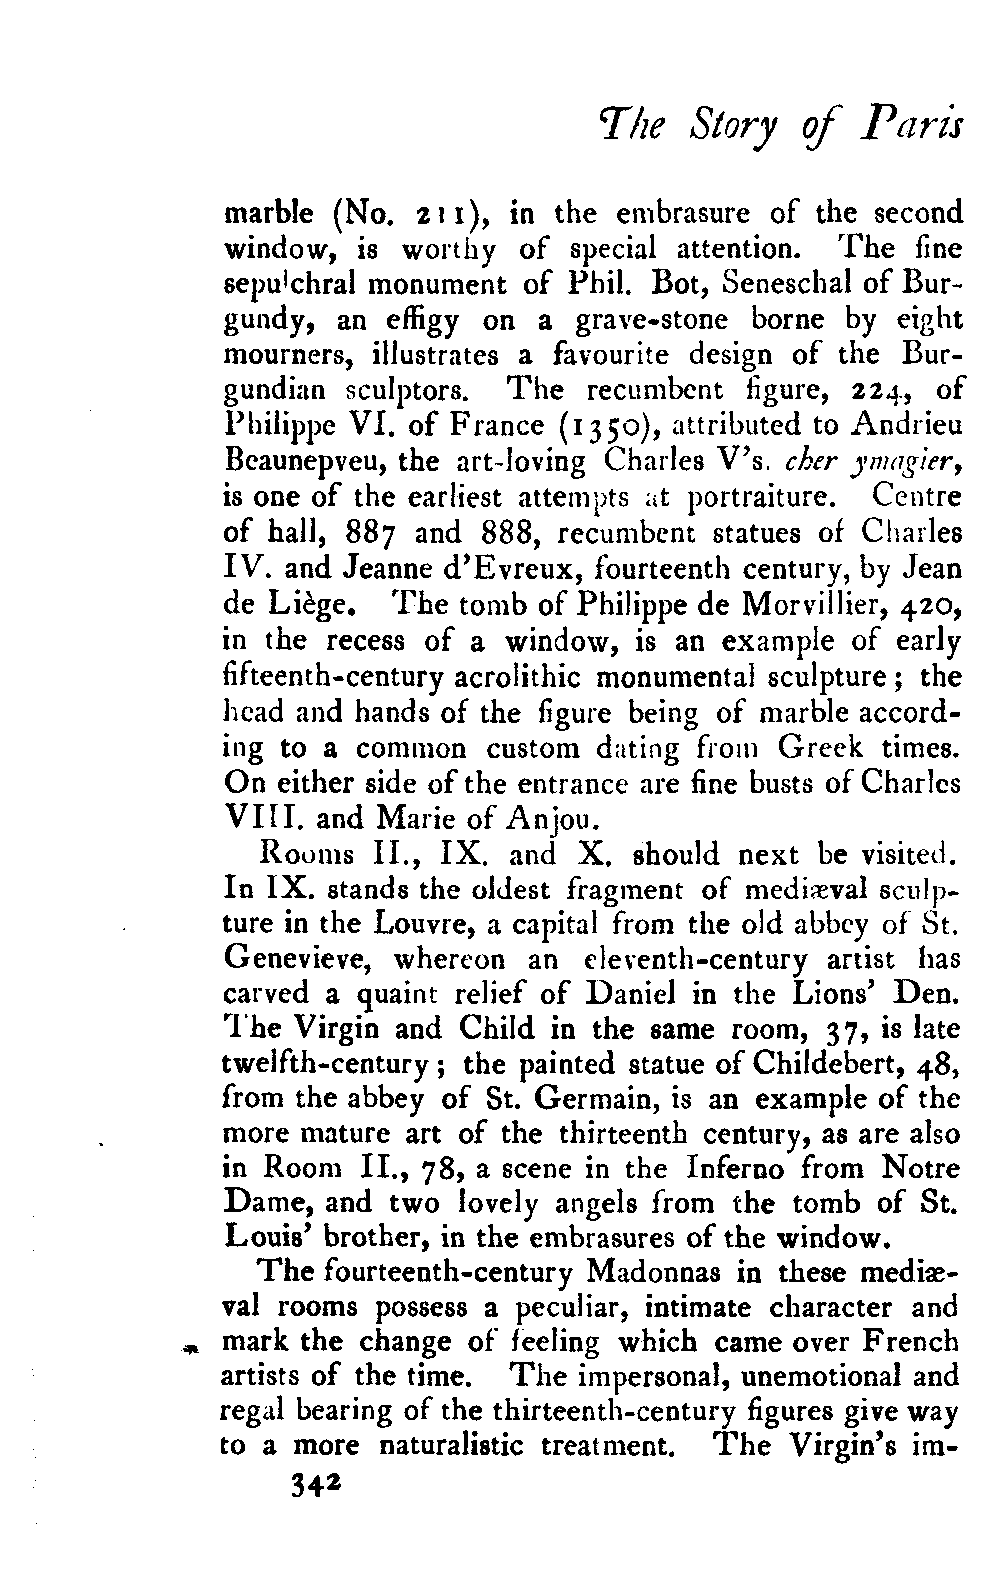 The Story of Paris
marble (No. 211), in the embrasure of the second
window, is worthy of special attention. The fine
sepulchral monument of Phil. Bot, Seneschal of Bur-
gundy, an effigy on a grave-stone borne by eight
mourners, illustrates a favourite design of the Bur-
gundian sculptors. The recumbent figure, 224, of
Philippe VI. of France (1350), attributed to Andrieu
Beaunepveu, the art-loving Charles V's. cher ymagier,
is one of the earliest attempts at portraiture. Centre
of hall, 887 and 888, recumbent statues of Charles
IV. and Jeanne d'Evreux, fourteenth century, by Jean
de Liège. The tomb of Philippe de Morvillier, 420,
in the recess of a window, is an example of early
fifteenth-century acrolithic monumental sculpture; the
head and hands of the figure being of marble accord-
ing to a common custom dating from Greek times.
On either side of the entrance are fine busts of Charles
VIII. and Marie of Anjou.
Rooms II., IX. and X. should next be visited.
In IX. stands the oldest fragment of mediæval sculp-
ture in the Louvre, a capital from the old abbey of St.
Genevieve, whereon an eleventh-century artist has
carved a quaint relief of Daniel in the Lions' Den.
The Virgin and Child in the same room, 37, is late
twelfth-century; the painted statue of Childebert, 48,
from the abbey of St. Germain, is an example of the
more mature art of the thirteenth century, as are also
in Room II., 78, a scene in the Inferno from Notre
Dame, and two lovely angels from the tomb of St.
Louis' brother, in the embrasures of the window.
The fourteenth-century Madonnas in these mediæ-
val rooms possess a peculiar, intimate character and
mark the change of feeling which came over French
artists of the time. The impersonal, unemotional and
regal bearing of the thirteenth-century figures give way
to a more naturalistic treatment. The Virgin's im-
342